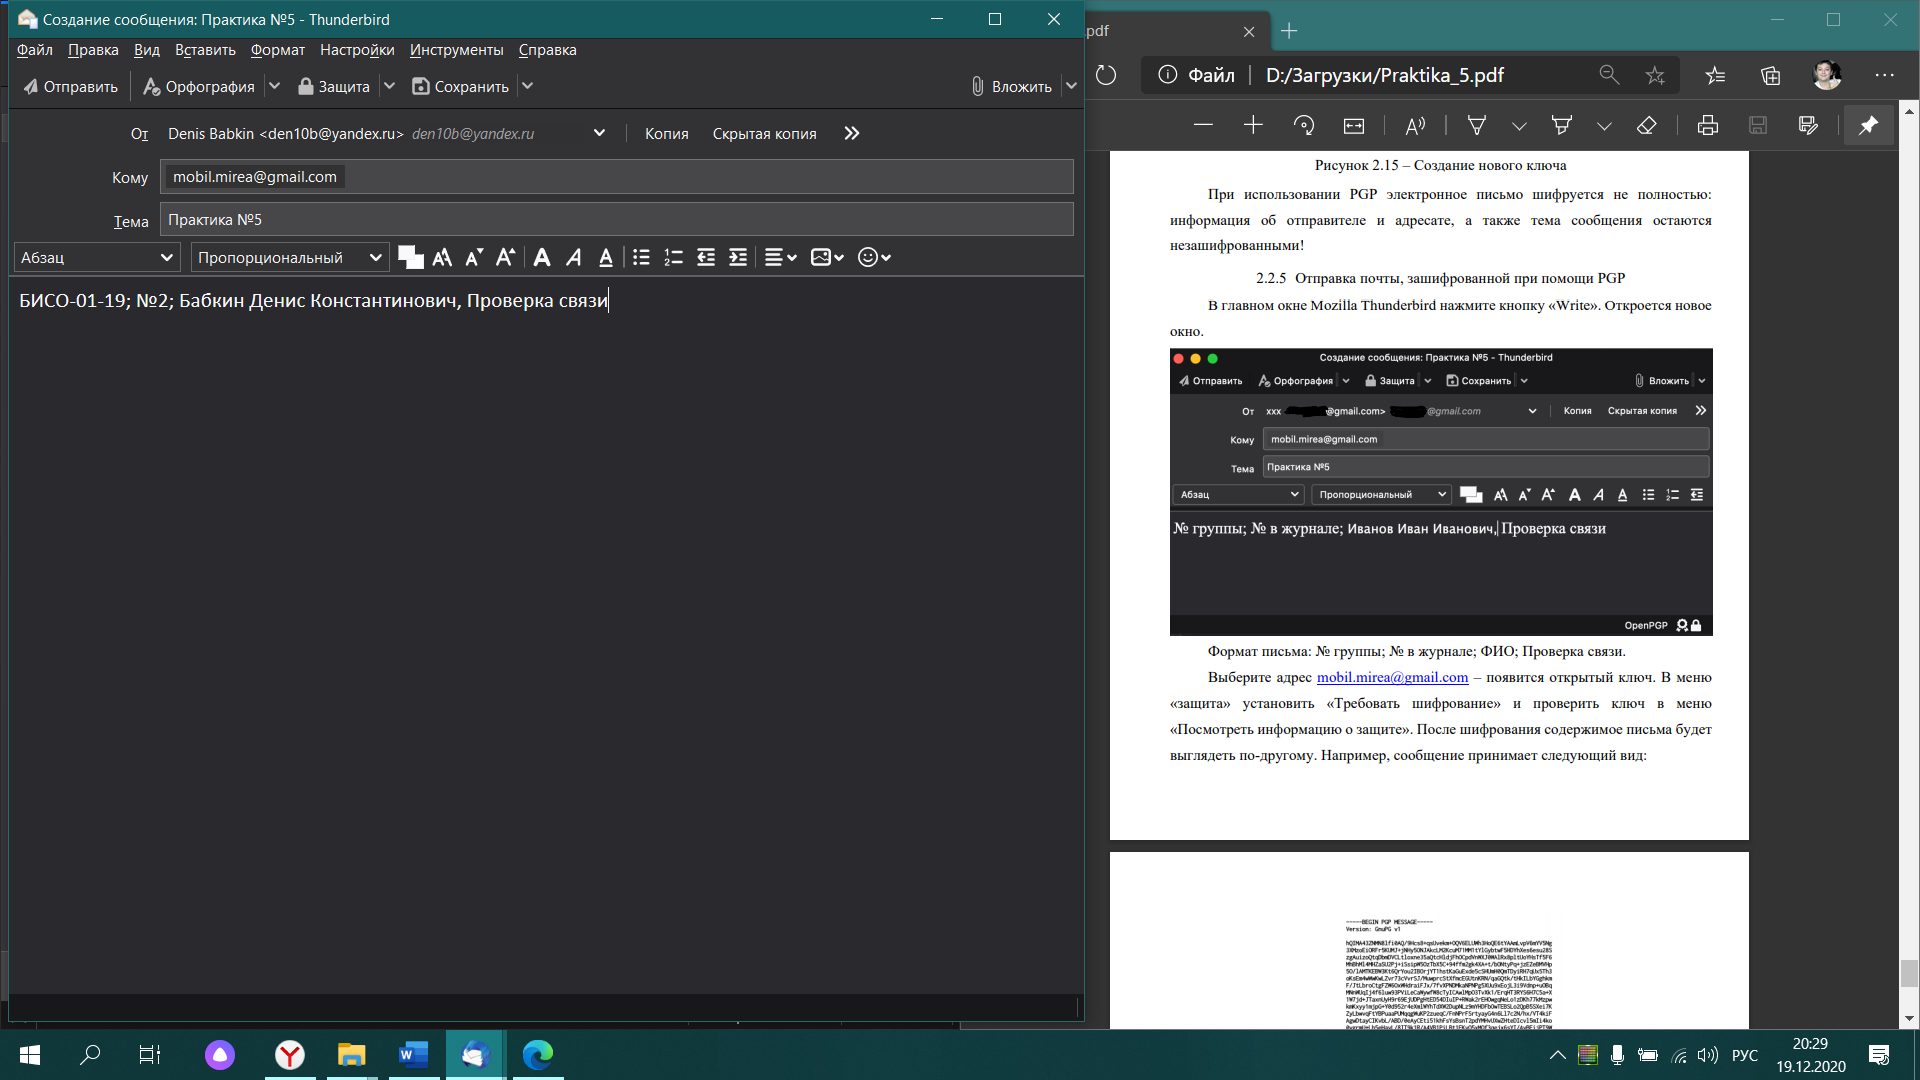 Создание сообщения: Практика №5 - Thunderbird
Файл Правка Вид Вставить Формат Настройки Инструменты Справка
Отправить Орфография Защита Сохранить Вложить
От Denis Babkin <den10b@yandex.ru> den10b@yandex.ru Копия Скрытая копия
Кому mobil.mirea@gmail.com
Тема Практика №5
Абзац Пропорциональный
БИСО-01-19; №2; Бабкин Денис Константинович, Проверка связи
pdf
Файл D:/Загрузки/Praktika_5.pdf
Рисунок 2.15 – Создание нового ключа
При использовании PGP электронное письмо шифруется не полностью:
информация об отправителе и адресате, а также тема сообщения остаются
незашифрованными!
2.2.5 Отправка почты, зашифрованной при помощи PGP
В главном окне Mozilla Thunderbird нажмите кнопку «Write». Откроется новое
окно.
Создание сообщения: Практика №5 - Thunderbird
Отправить Орфография Защита Сохранить Вложить
От xxx @gmail.com> @gmail.com Копия Скрытая копия
Кому mobil.mirea@gmail.com
Тема Практика №5
Абзац Пропорциональный
№ группы; № в журнале; Иванов Иван Иванович, Проверка связи
OpenPGP
Формат письма: № группы; № в журнале; ФИО; Проверка связи.
Выберите адрес mobil.mirea@gmail.com – появится открытый ключ. В меню
«защита» установить «Требовать шифрование» и проверить ключ в меню
«Посмотреть информацию о защите». После шифрования содержимое письма будет
выглядеть по-другому. Например, сообщение принимает следующий вид:
-----BEGIN PGP MESSAGE-----
Version: GnuPG v1
РУС
20:29
19.12.2020